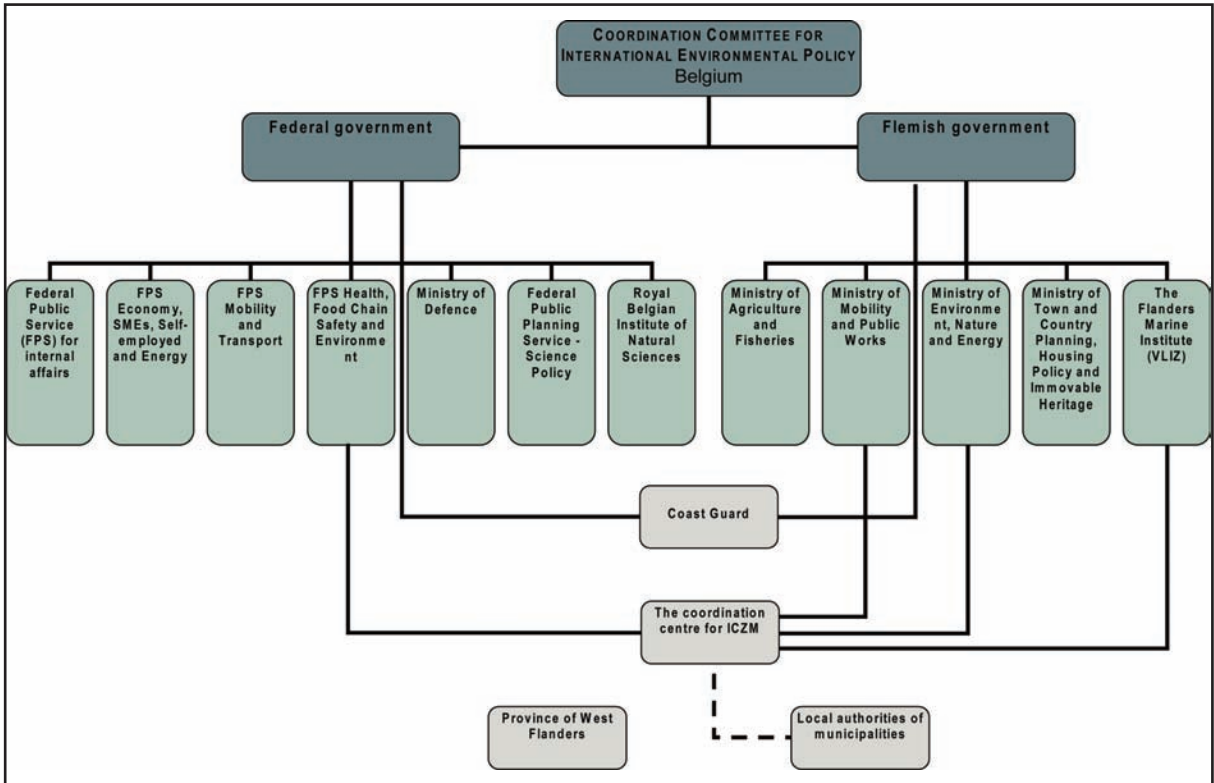 COORDINATION COMMITTEE FOR
INTERNATIONAL ENVIRONMENTAL POLICY
Belgium
Federal government
Flemish government
Federal
Public
Service
(FPS) for
internal
affairs
FPS
Economy,
SMEs, Self-
employed
and Energy
FPS
Mobility
and
Transport
FPS Health,
Food Chain
Safety and
Environme
nt
Ministry of
Defence
Federal
Public
Planning
Service -
Science
Policy
Royal
Belgian
Institute of
Natural
Sciences
Ministry of
Agriculture
and
Fisheries
Ministry of
Mobility
and Public
Works
Ministry of
Environme
nt, Nature
and Energy
Ministry of
Town and
Country
Planning,
Housing
Policy and
Immovable
Heritage
The
Flanders
Marine
Institute
(VLIZ)
Coast Guard
The coordination
centre for ICZM
Province of West
Flanders
Local authorities of
municipalities